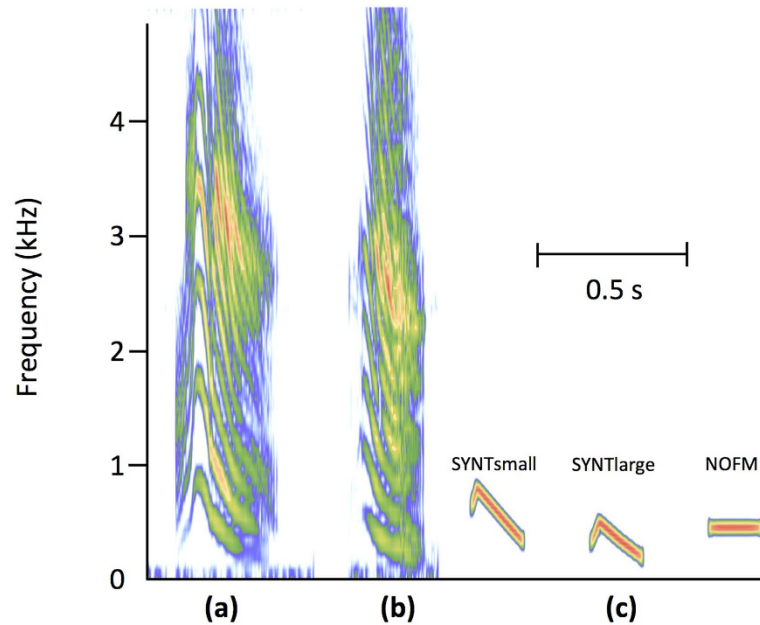 Frequency (kHz)
4
3
2
1
0
0.5 s
SYNTsmall
SYNTlarge
NOFM
(a)
(b)
(c)